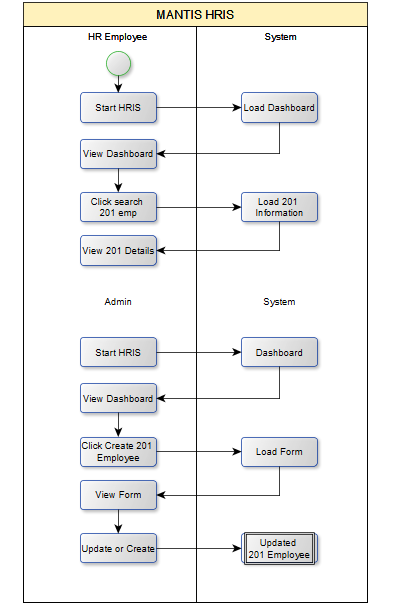 MANTIS HRIS
HR Employee
System
Start HRIS
Load Dashboard
View Dashboard
Click search
201 emp
Load 201
Information
View 201 Details
Admin
System
Start HRIS
Dashboard
View Dashboard
Click Create 201
Employee
Load Form
View Form
Update or Create
Updated
201 Employee